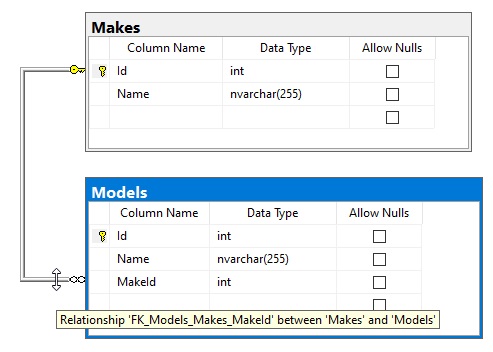 Makes
Column Name Data Type Allow Nulls
Id int
Name nvarchar(255)
Models
Column Name Data Type Allow Nulls
Id int
Name nvarchar(255)
MakeId int
Relationship 'FK_Models_Makes_MakeId' between 'Makes' and 'Models'